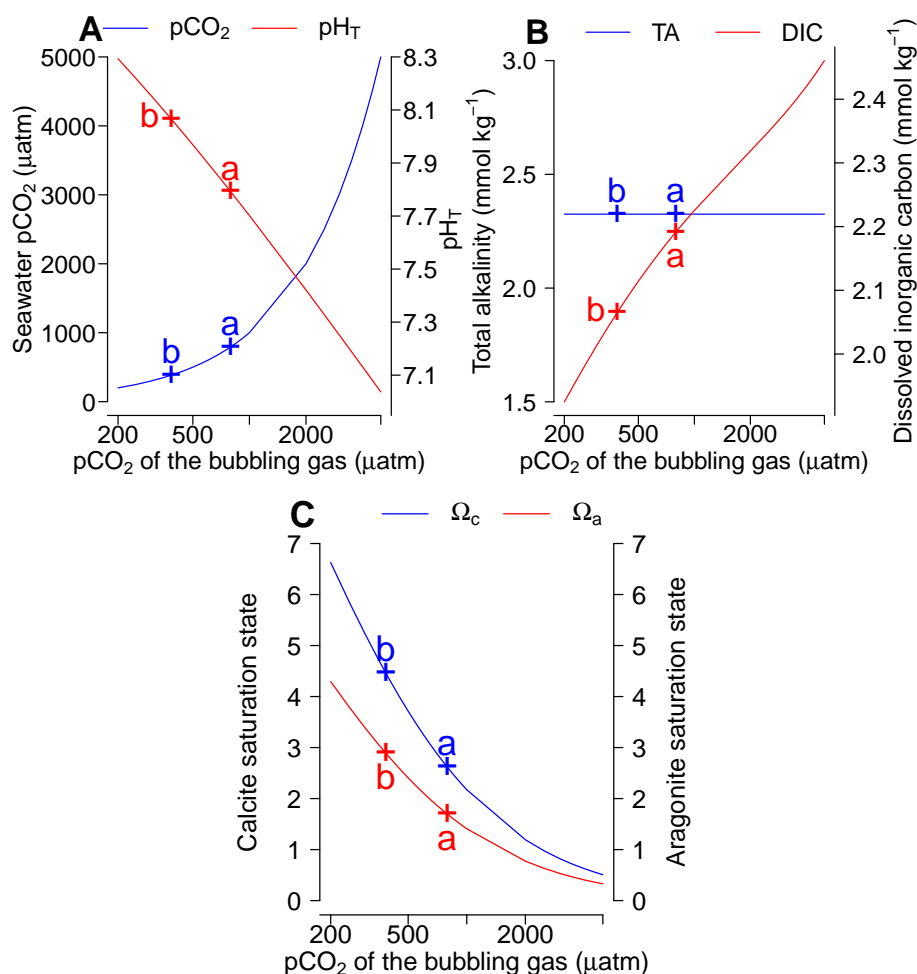 A
pCO₂ pH_T
Seawater pCO₂ (µatm)
5000
4000
3000
2000
1000
0
8.3
8.1
7.9
7.7
7.5
7.3
7.1
pH_T
b
a
b
a
200 500 2000
pCO₂ of the bubbling gas (µatm)
B
TA DIC
Total alkalinity (mmol kg⁻¹)
3.0
2.5
2.0
1.5
2.4
2.3
2.2
2.1
2.0
Dissolved inorganic carbon (mmol kg⁻¹)
b a
a
b
200 500 2000
pCO₂ of the bubbling gas (µatm)
C
Ω_c Ω_a
Calcite saturation state
7
6
5
4
3
2
1
0
7
6
5
4
3
2
1
0
Aragonite saturation state
b
a
b
a
200 500 2000
pCO₂ of the bubbling gas (µatm)